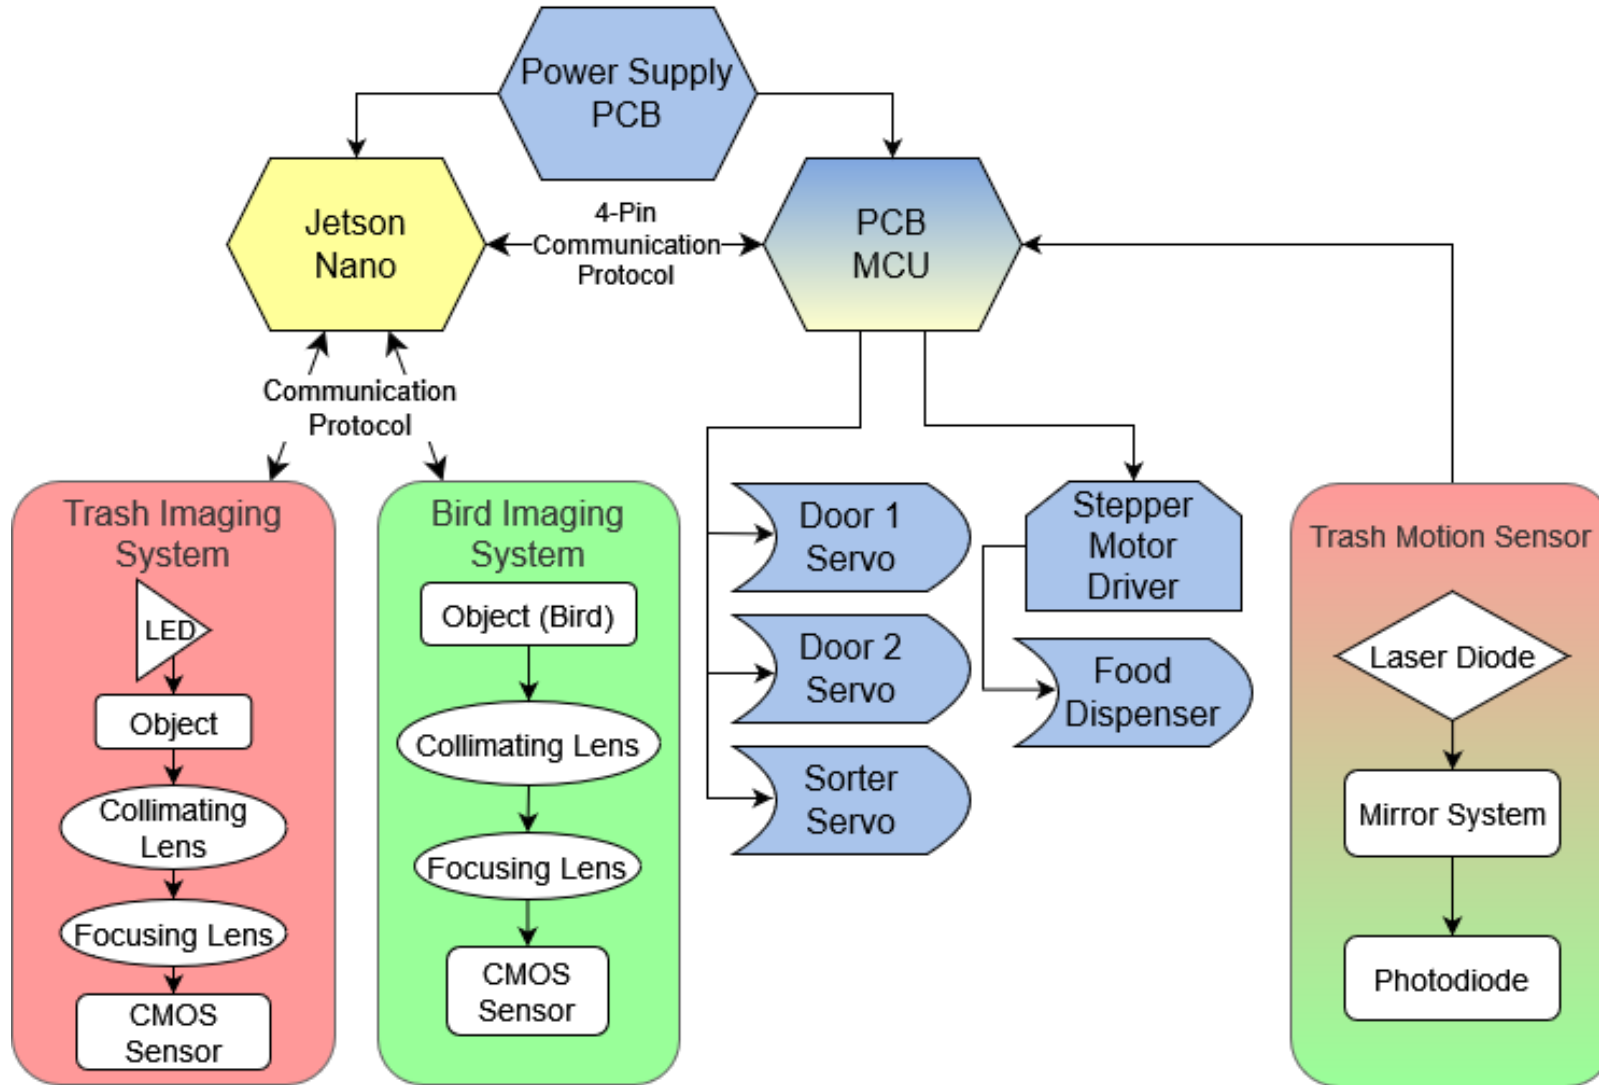 Power Supply
PCB
Jetson
Nano
4-Pin
Communication
Protocol
PCB
MCU
Communication
Protocol
Trash Imaging
System
LED
Object
Collimating
Lens
Focusing Lens
CMOS
Sensor
Bird Imaging
System
Object (Bird)
Collimating Lens
Focusing Lens
CMOS
Sensor
Door 1
Servo
Door 2
Servo
Sorter
Servo
Stepper
Motor
Driver
Food
Dispenser
Trash Motion Sensor
Laser Diode
Mirror System
Photodiode